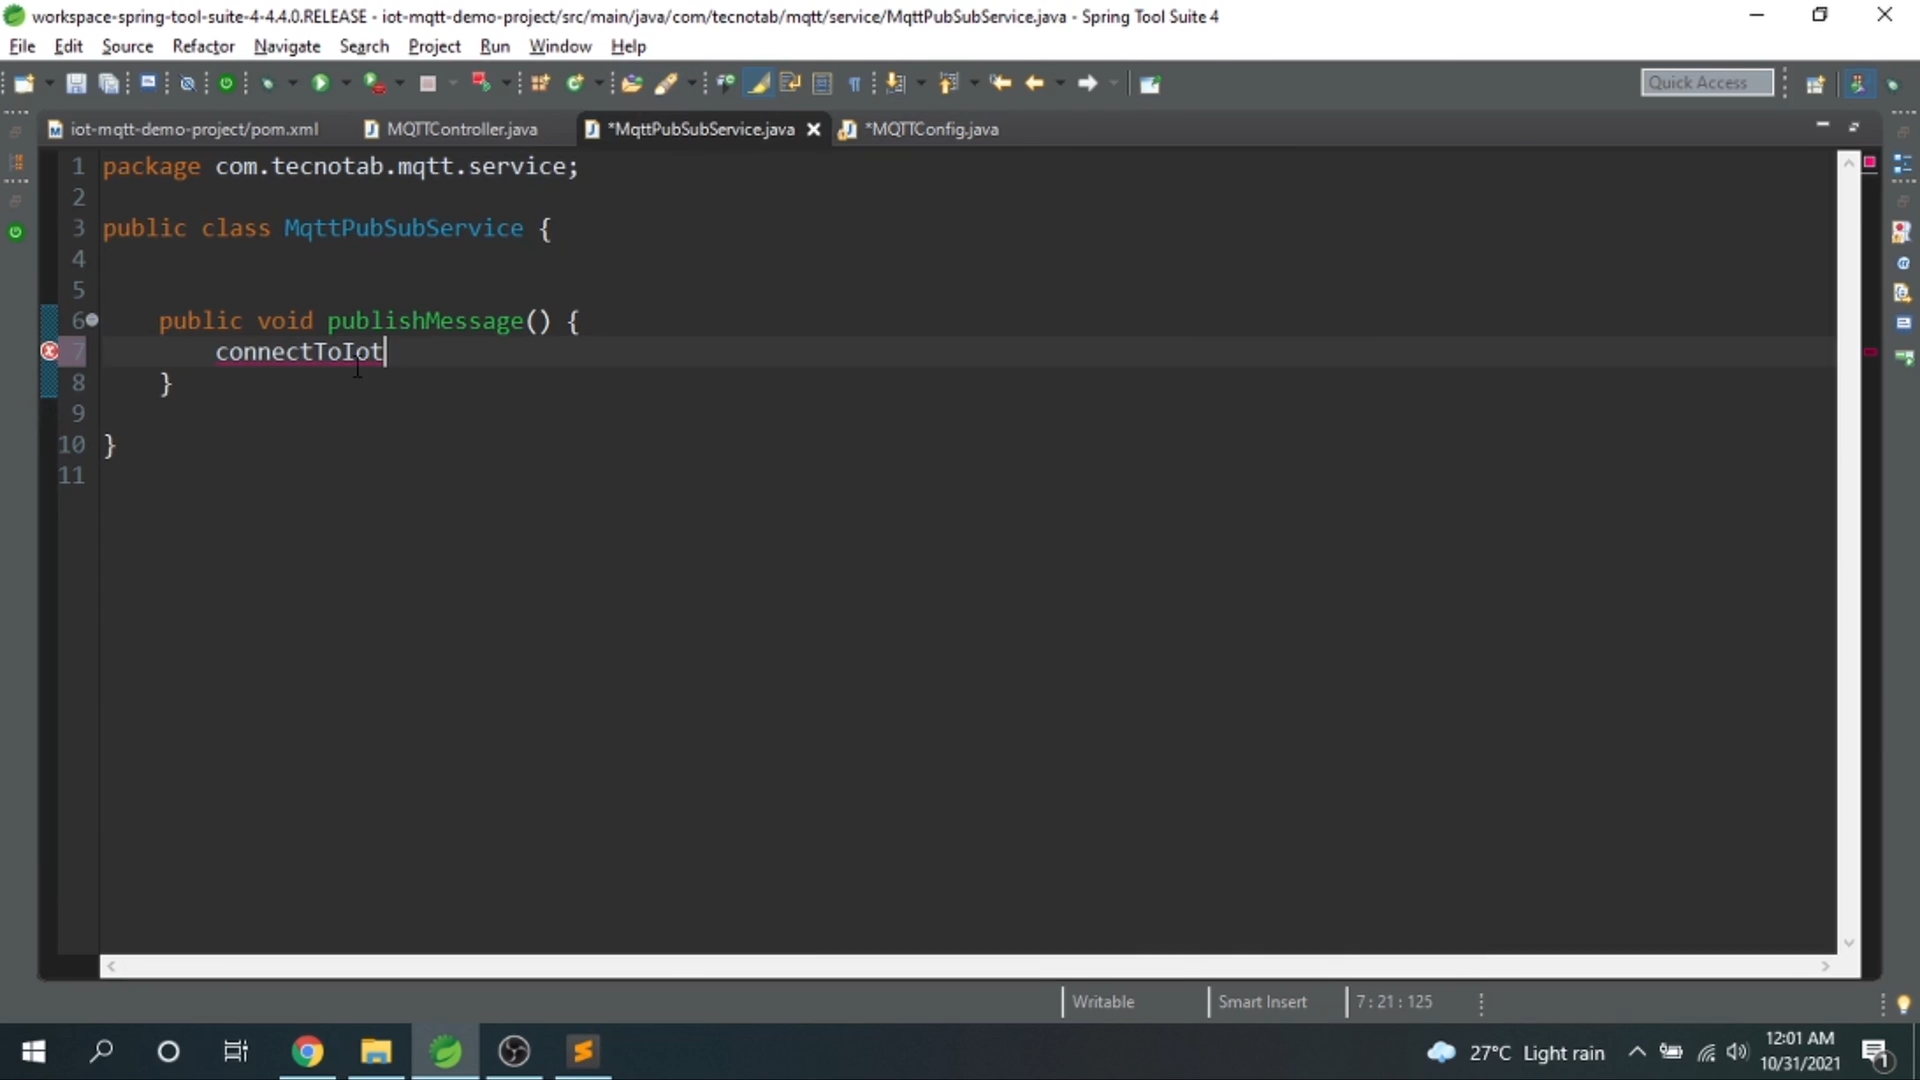 workspace-spring-tool-suite-4-4.4.0.RELEASE - iot-mqtt-demo-project/src/main/java/com/tecnotab/mqtt/service/MqttPubSubService.java - Spring Tool Suite 4
File Edit Source Refactor Navigate Search Project Run Window Help
Quick Access
iot-mqtt-demo-project/pom.xml MQTTController.java *MqttPubSubService.java *MQTTConfig.java
1 package com.tecnotab.mqtt.service;
2
3 public class MqttPubSubService {
4
5
6 public void publishMessage() {
7 connectToIot
8 }
9
10 }
11
Writable Smart Insert 7 : 21 : 125
27°C Light rain 12:01 AM
10/31/2021
1